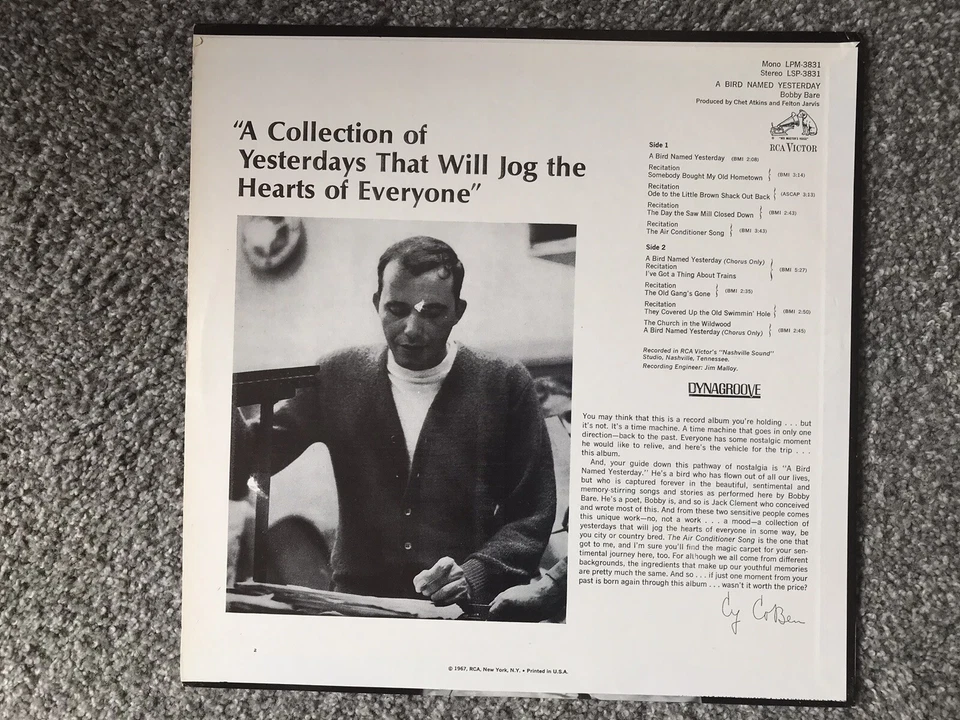 Mono LPM-3831
Stereo LSP-3831
A BIRD NAMED YESTERDAY
Bobby Bare
Produced by Chet Atkins and Felton Jarvis
"HIS MASTER'S VOICE"
RCA VICTOR
"A Collection of
Yesterdays That Will Jog the
Hearts of Everyone"
Side 1
A Bird Named Yesterday (BMI 2:08)
Recitation
Somebody Bought My Old Hometown (BMI 3:14)
Recitation
Ode to the Little Brown Shack Out Back (ASCAP 3:13)
Recitation
The Day the Saw Mill Closed Down (BMI 2:43)
Recitation
The Air Conditioner Song (BMI 3:43)
Side 2
A Bird Named Yesterday (Chorus Only)
Recitation (BMI 5:27)
I've Got a Thing About Trains
Recitation
The Old Gang's Gone (BMI 2:35)
Recitation
They Covered Up the Old Swimmin' Hole (BMI 2:50)
The Church in the Wildwood
A Bird Named Yesterday (Chorus Only) (BMI 2:45)
Recorded in RCA Victor's "Nashville Sound"
Studio, Nashville, Tennessee.
Recording Engineer: Jim Malloy.
DYNAGROOVE
You may think that this is a record album you're holding . . . but
it's not. It's a time machine. A time machine that goes in only one
direction—back to the past. Everyone has some nostalgic moment
he would like to relive, and here's the vehicle for the trip . . .
this album.
And, your guide down this pathway of nostalgia is "A Bird
Named Yesterday." He's a bird who has flown out of all our lives,
but who is captured forever in the beautiful, sentimental and
memory-stirring songs and stories as performed here by Bobby
Bare. He's a poet, Bobby is, and so is Jack Clement who conceived
and wrote most of this. And from these two sensitive people comes
this unique work—no, not a work . . . a mood—a collection of
yesterdays that will jog the hearts of everyone in some way, be
you city or country bred. The Air Conditioner Song is the one that
got to me, and I'm sure you'll find the magic carpet for your sen-
timental journey here, too. For although we all come from different
backgrounds, the ingredients that make up our youthful memories
are pretty much the same. And so . . . if just one moment from your
past is born again through this album . . . wasn't it worth the price?
Cy CoBen
© 1967, RCA, New York, N.Y. • Printed in U.S.A.